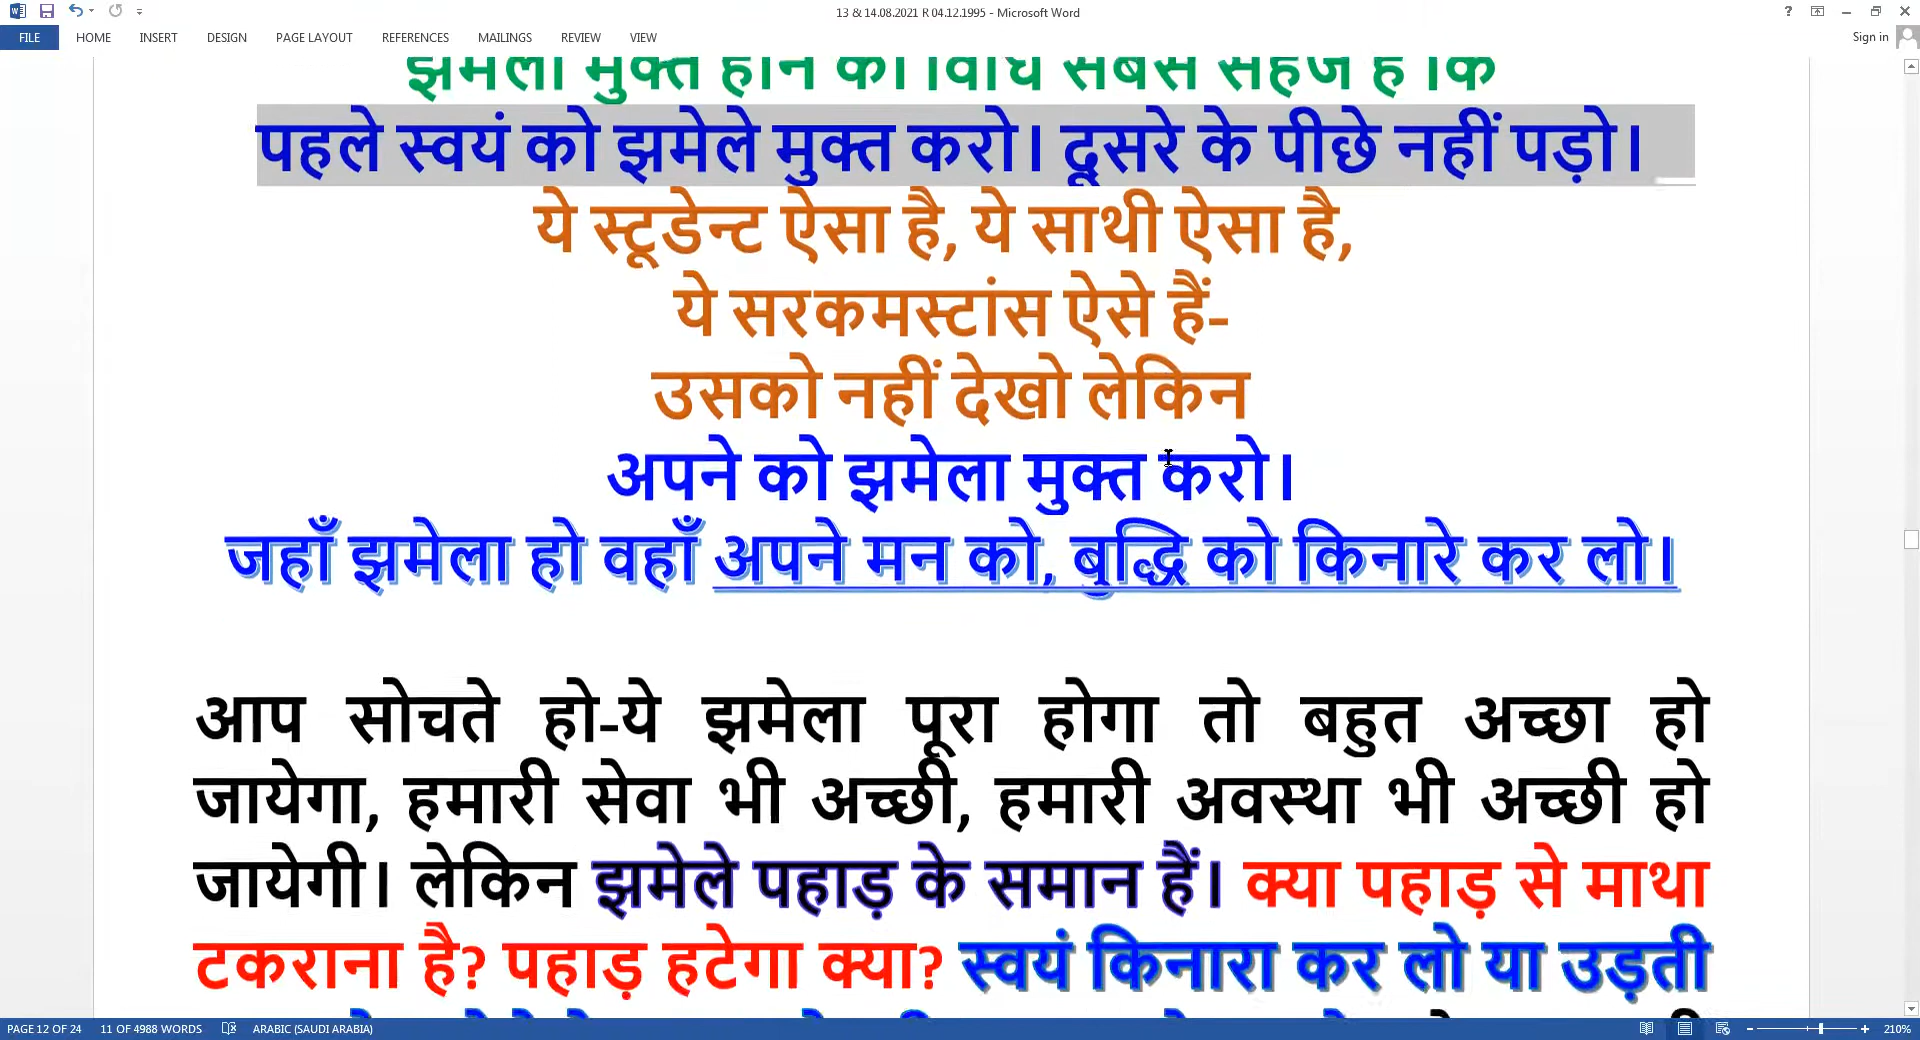 13 & 14.08.2021 R 04.12.1995 - Microsoft Word
FILE HOME INSERT DESIGN PAGE LAYOUT REFERENCES MAILINGS REVIEW VIEW Sign in
झमेला मुक्त होने की विधि सबसे सहज है कि
पहले स्वयं को झमेले मुक्त करो। दूसरे के पीछे नहीं पड़ो।
ये स्टूडेन्ट ऐसा है, ये साथी ऐसा है,
ये सरकमस्टांस ऐसे हैं-
उसको नहीं देखो लेकिन
अपने को झमेला मुक्त करो।
जहाँ झमेला हो वहाँ अपने मन को, बुद्धि को किनारे कर लो।
आप सोचते हो-ये झमेला पूरा होगा तो बहुत अच्छा हो
जायेगा, हमारी सेवा भी अच्छी, हमारी अवस्था भी अच्छी हो
जायेगी। लेकिन झमेले पहाड़ के समान हैं। क्या पहाड़ से माथा
टकराना है? पहाड़ हटेगा क्या? स्वयं किनारा कर लो या उड़ती
PAGE 12 OF 24 11 OF 4988 WORDS ARABIC (SAUDI ARABIA) 210%